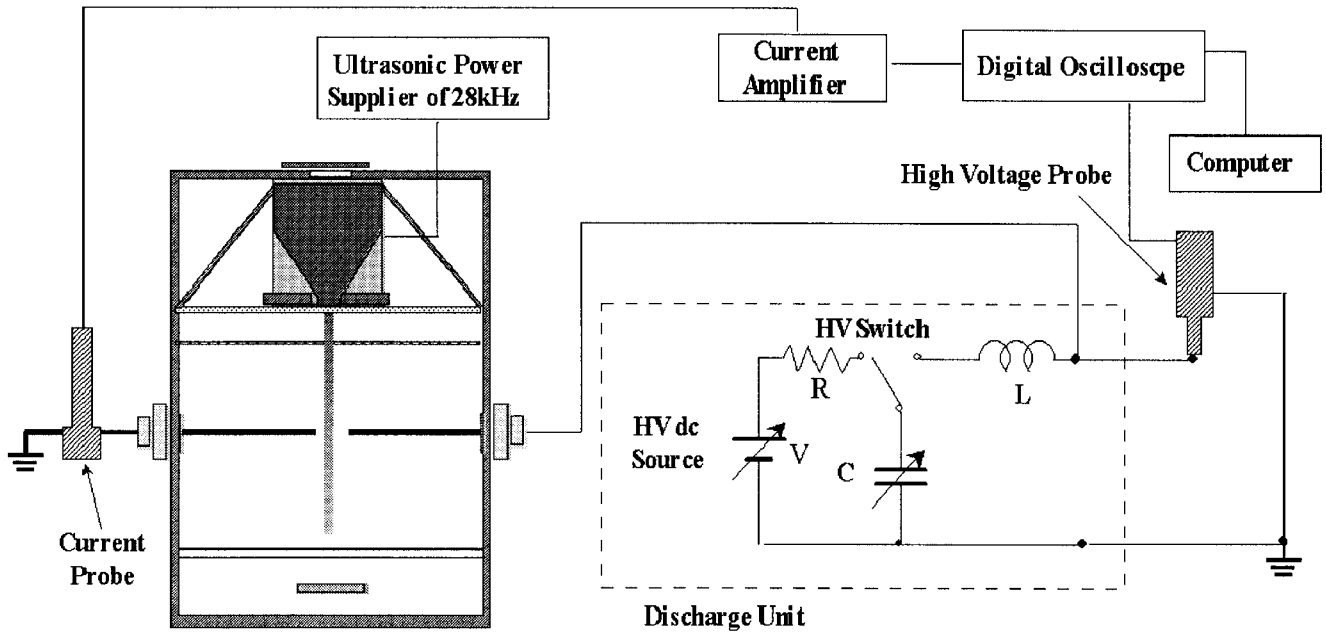 Ultrasonic Power
Supplier of 28kHz
Current
Amplifier
Digital Oscilloscpe
Computer
High Voltage Probe
HV Switch
R
L
HV dc
Source
V
C
Current
Probe
Discharge Unit